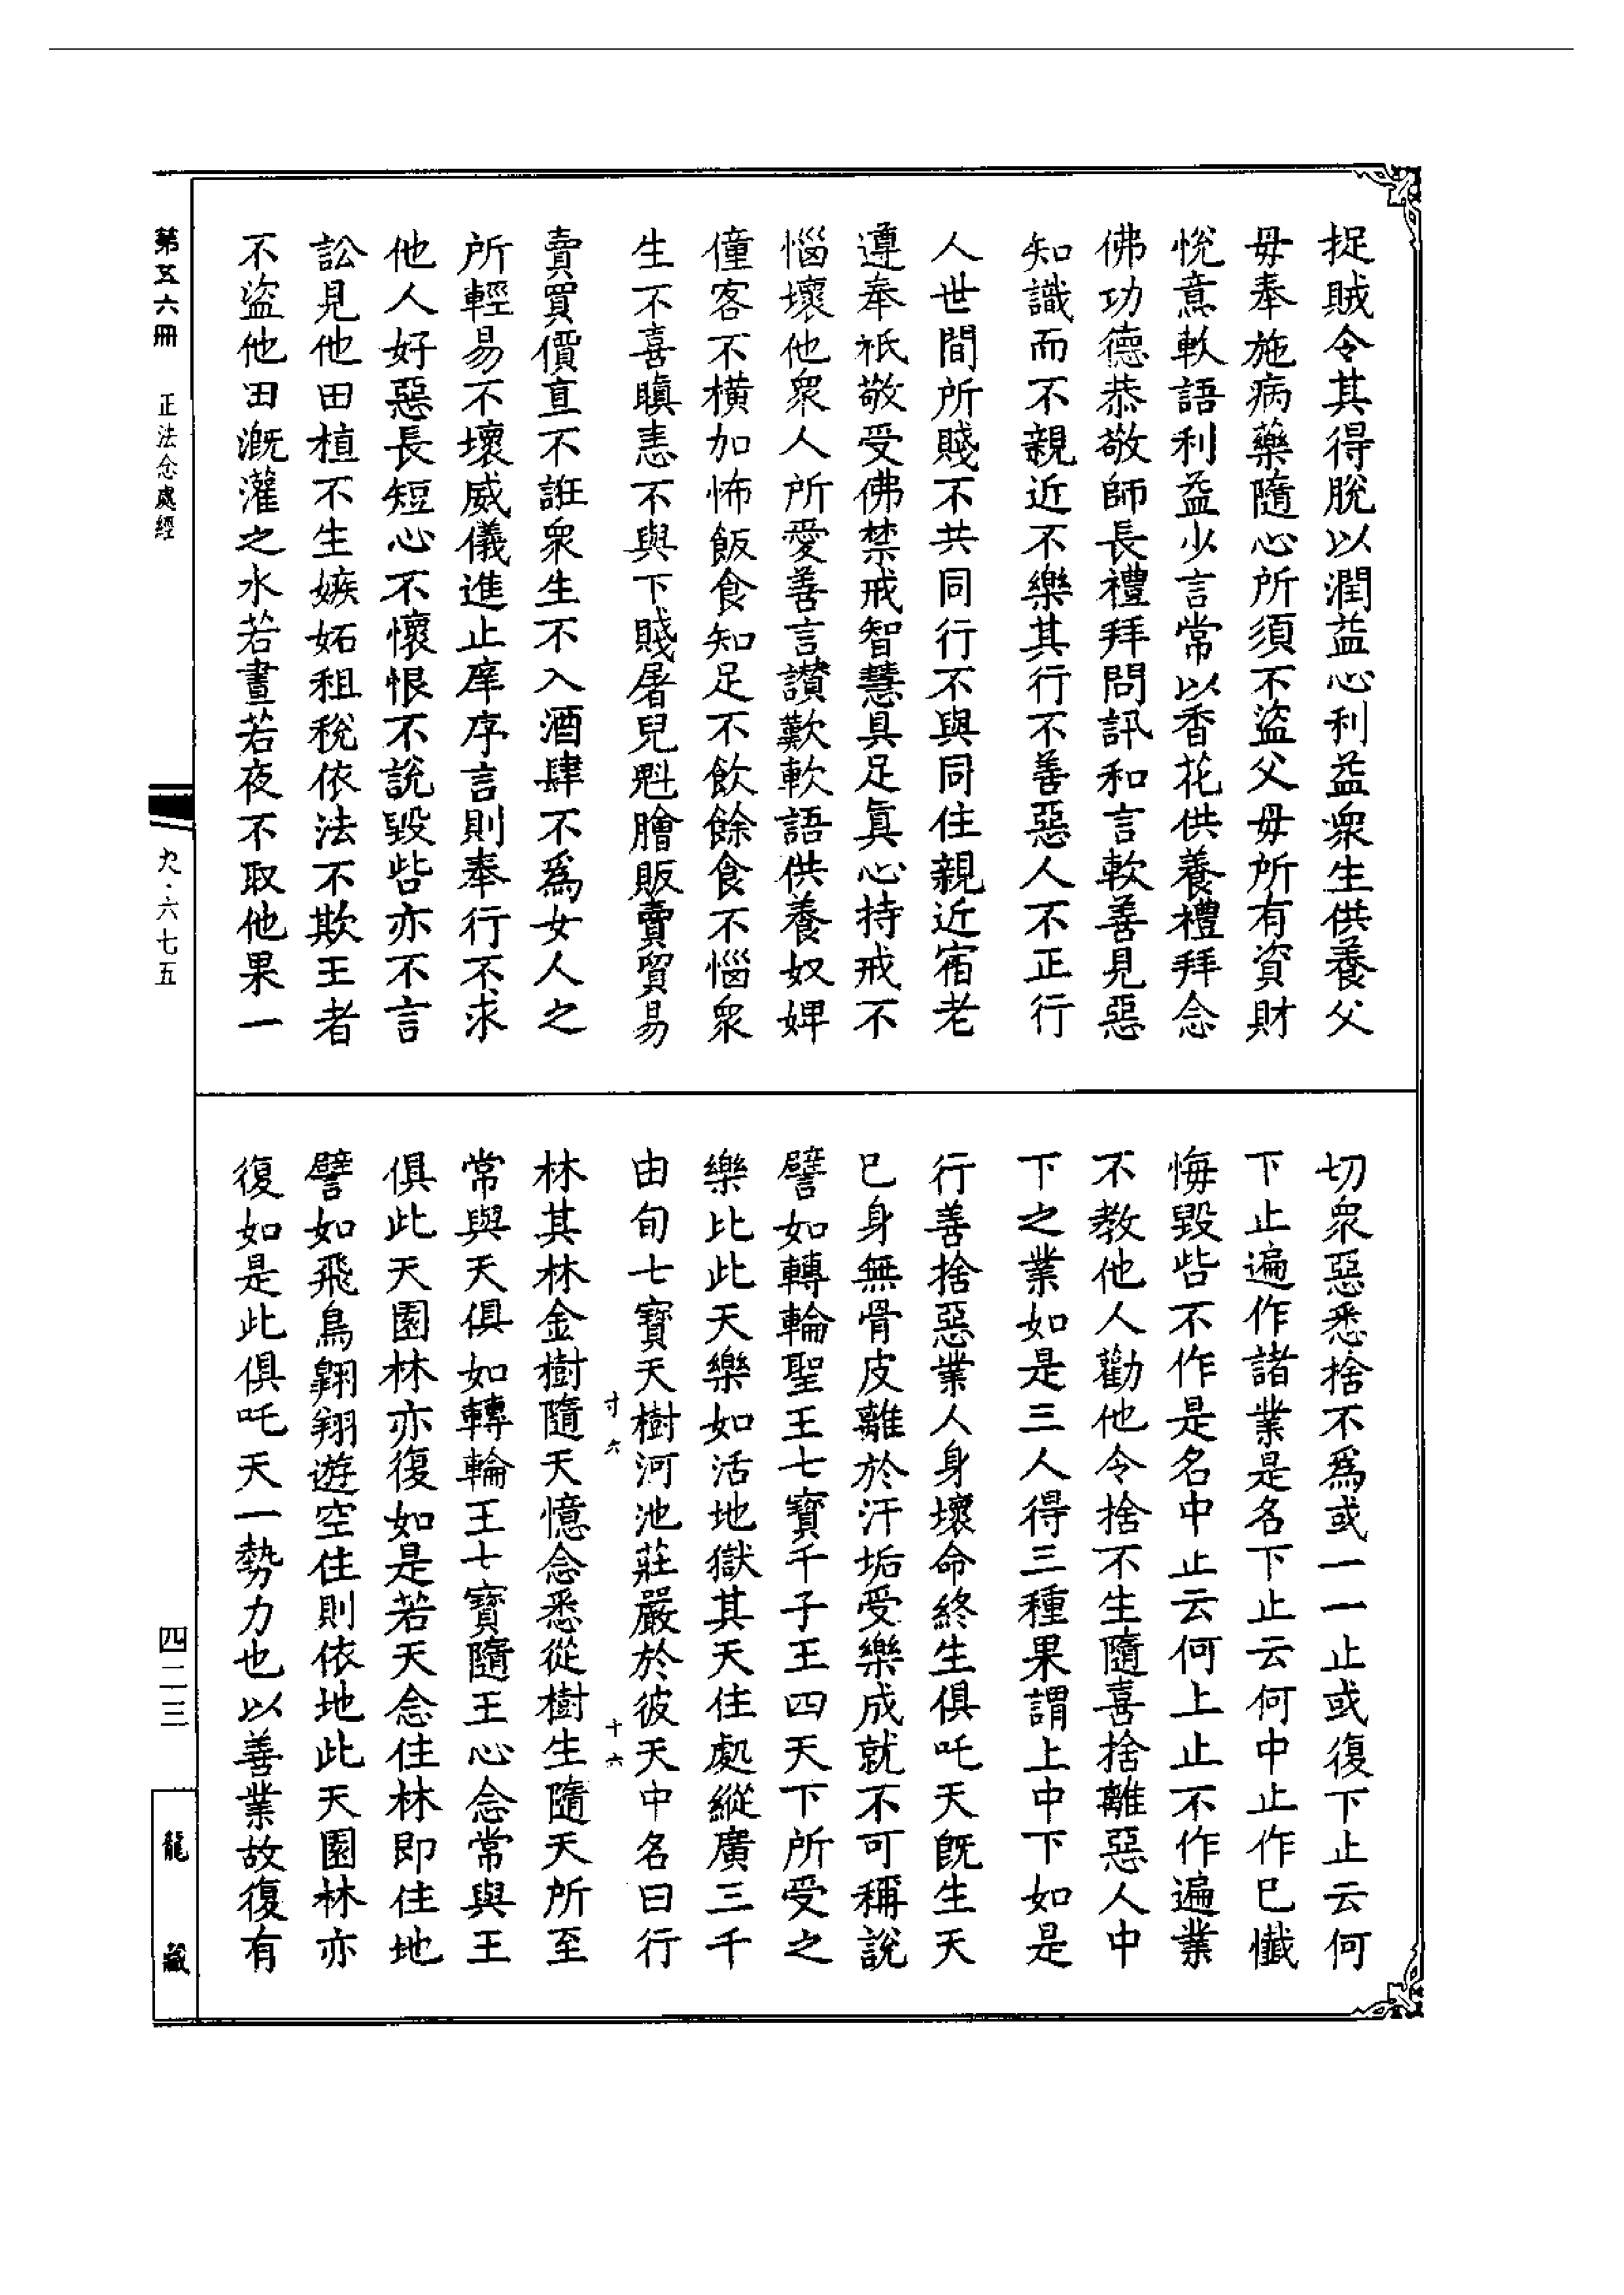 捉賊令其得脫以潤益心利益衆生供養父
母奉施病藥隨心所須不盜父母所有資財
悅意軟語利益少言常以香花供養禮拜念
佛功德恭敬師長禮拜問訊和言軟善見惡
知識而不親近不樂其行不善惡人不正行
人世間所賤不共同行不與同住親近宿老
遵奉祇敬受佛禁戒智慧具足眞心持戒不
惱壞他衆人所愛善言讃歎軟語供養奴婢
僮客不橫加怖飯食知足不飲餘食不惱衆
生不喜瞋恚不與下賤屠兒魁膾販賣貿易
賣買價直不誑衆生不入酒肆不爲女人之
所輕易不壞威儀進止庠序言則奉行不求
他人好惡長短心不懷恨不說毀呰亦不言
訟見他田植不生嫉妬租稅依法不欺王者
不盜他田溉灌之水若晝若夜不取他果一
切衆惡悉捨不爲或一一止或復下止云何
下止遍作諸業是名下止云何中止作巳懺
悔毀呰不作是名中止云何上止不作遍業
不教他人勸他令捨不生隨喜捨離惡人中
下之業如是三人得三種果謂上中下如是
行善捨惡業人身壞命終生俱吒天旣生天
巳身無骨皮離於汗垢受樂成就不可稱說
譬如轉輪聖王七寶千子王四天下所受之
樂比此天樂如活地獄其天住處縱廣三千
由旬七寶天樹河池莊嚴於彼天中名曰行
寸六
十六
林其林金樹隨天憶念悉從樹生隨天所至
常與天俱如轉輪王七寶隨王心念常與王
俱此天園林亦復如是若天念住林即住地
譬如飛鳥翺翔遊空住則依地此天園林亦
復如是此俱吒天一勢力也以善業故復有
第五六冊
正法念處經
九·六七五
四二三
龍藏